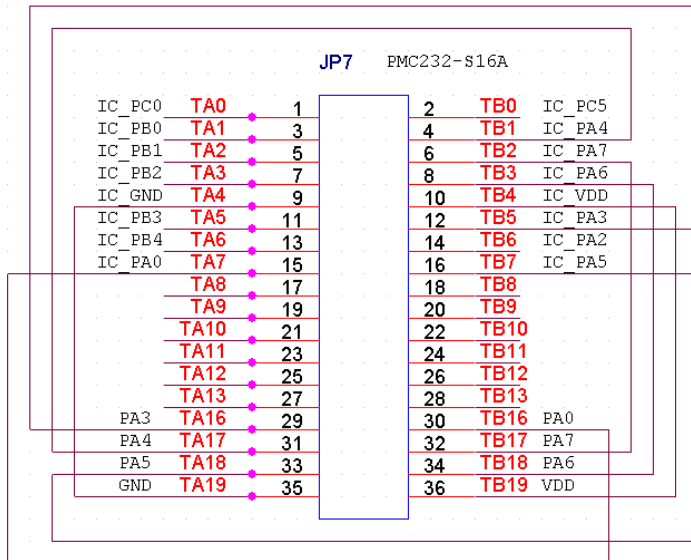 JP7 PMC232-S16A
IC_PC0 TA0 1 2 TB0 IC_PC5
IC_PB0 TA1 3 4 TB1 IC_PA4
IC_PB1 TA2 5 6 TB2 IC_PA7
IC_PB2 TA3 7 8 TB3 IC_PA6
IC_GND TA4 9 10 TB4 IC_VDD
IC_PB3 TA5 11 12 TB5 IC_PA3
IC_PB4 TA6 13 14 TB6 IC_PA2
IC_PA0 TA7 15 16 TB7 IC_PA5
TA8 17 18 TB8
TA9 19 20 TB9
TA10 21 22 TB10
TA11 23 24 TB11
TA12 25 26 TB12
TA13 27 28 TB13
PA3 TA16 29 30 TB16 PA0
PA4 TA17 31 32 TB17 PA7
PA5 TA18 33 34 TB18 PA6
GND TA19 35 36 TB19 VDD